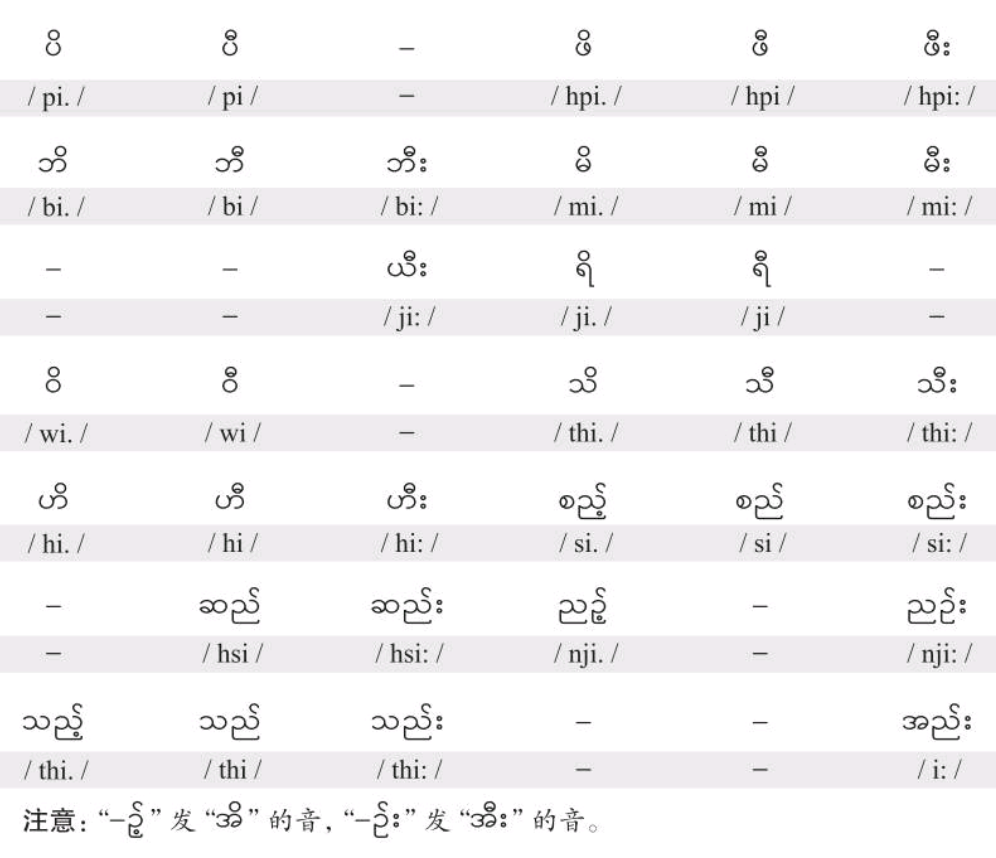 ပိ ပီ – ဖိ ဖီ ဖီး
/ pi. / / pi / – / hpi. / / hpi / / hpi: /
ဘိ ဘီ ဘီး မိ မီ မီး
/ bi. / / bi / / bi: / / mi. / / mi / / mi: /
– – ယီး ရိ ရီ –
– – / ji: / / ji. / / ji / –
ဝိ ဝီ – သိ သီ သီး
/ wi. / / wi / – / thi. / / thi / / thi: /
ဟိ ဟီ ဟီး စည့် စည် စည်း
/ hi. / / hi / / hi: / / si. / / si / / si: /
– ဆည် ဆည်း ညဉ့် – ညဉ်း
– / hsi / / hsi: / / nji. / – / nji: /
သည့် သည် သည်း – – အည်း
/ thi. / / thi / / thi: / – – / i: /
注意：“–ဉ့်” 发 “အိ” 的音, “–ဉ်း” 发 “အီး” 的音。